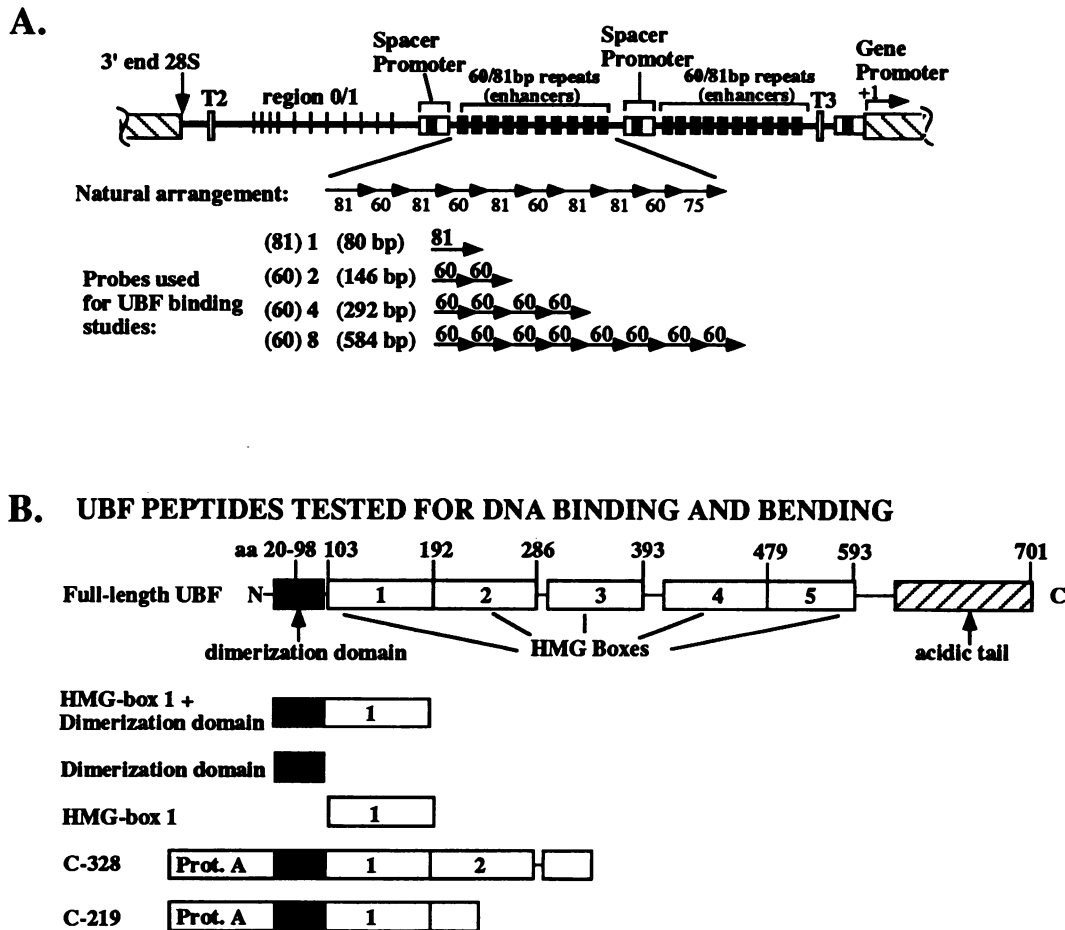 A.
3' end 28S
T2
region 0/1
Spacer
Promoter
60/81bp repeats
(enhancers)
Spacer
Promoter
60/81bp repeats
(enhancers)
T3
Gene
Promoter
+1
Natural arrangement:
81 60 81 60 81 60 81 81 60 75
Probes used
for UBF binding
studies:
(81) 1 (80 bp) 81
(60) 2 (146 bp) 60 60
(60) 4 (292 bp) 60 60 60 60
(60) 8 (584 bp) 60 60 60 60 60 60 60 60
B. UBF PEPTIDES TESTED FOR DNA BINDING AND BENDING
aa 20-98 103 192 286 393 479 593 701
Full-length UBF N 1 2 3 4 5 C
dimerization domain
HMG Boxes
acidic tail
HMG-box 1 +
Dimerization domain
1
Dimerization domain
HMG-box 1 1
C-328 Prot. A 1 2
C-219 Prot. A 1